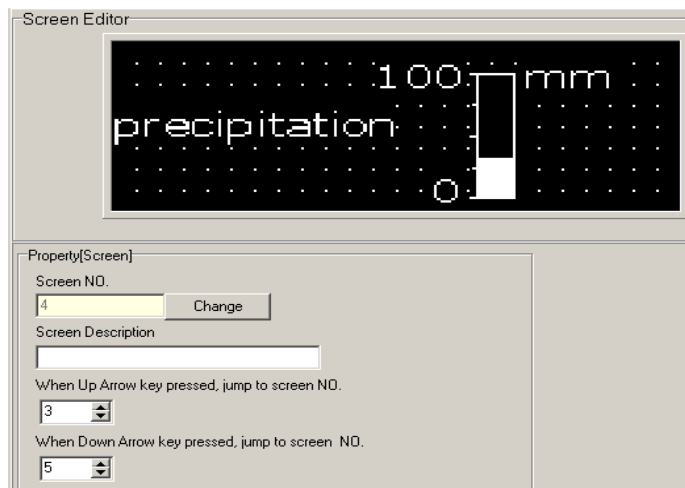 Screen Editor
100 mm
precipitation
0
Property[Screen]
Screen NO.
4 Change
Screen Description
When Up Arrow key pressed, jump to screen NO.
3
When Down Arrow key pressed, jump to screen NO.
5